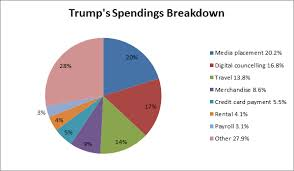 Trump's Spendings Breakdown
28%
20%
17%
14%
9%
5%
4%
3%
Media placement 20.2%
Digital councelling 16.8%
Travel 13.8%
Merchandise 8.6%
Credit card payment 5.5%
Rental 4.1%
Payroll 3.1%
Other 27.9%